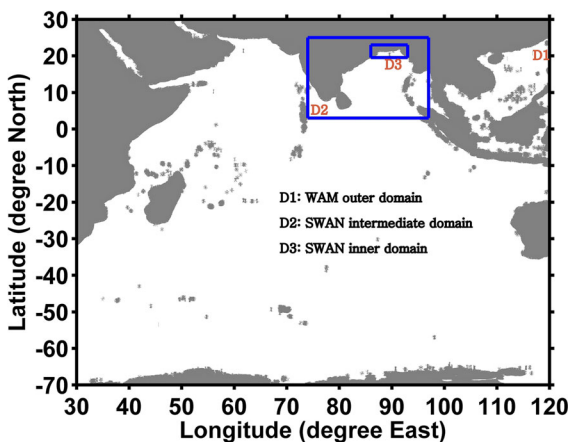 30
20
10
0
-10
-20
-30
-40
-50
-60
-70
Latitude (degree North)
D1
D3
D2
D1: WAM outer domain
D2: SWAN intermediate domain
D3: SWAN inner domain
30 40 50 60 70 80 90 100 110 120
Longitude (degree East)